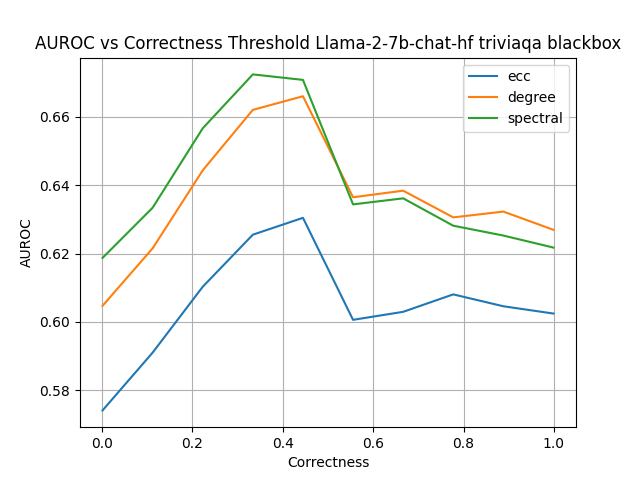 AUROC vs Correctness Threshold Llama-2-7b-chat-hf triviaqa blackbox
ecc
degree
spectral
AUROC
0.66
0.64
0.62
0.60
0.58
0.0 0.2 0.4 0.6 0.8 1.0
Correctness